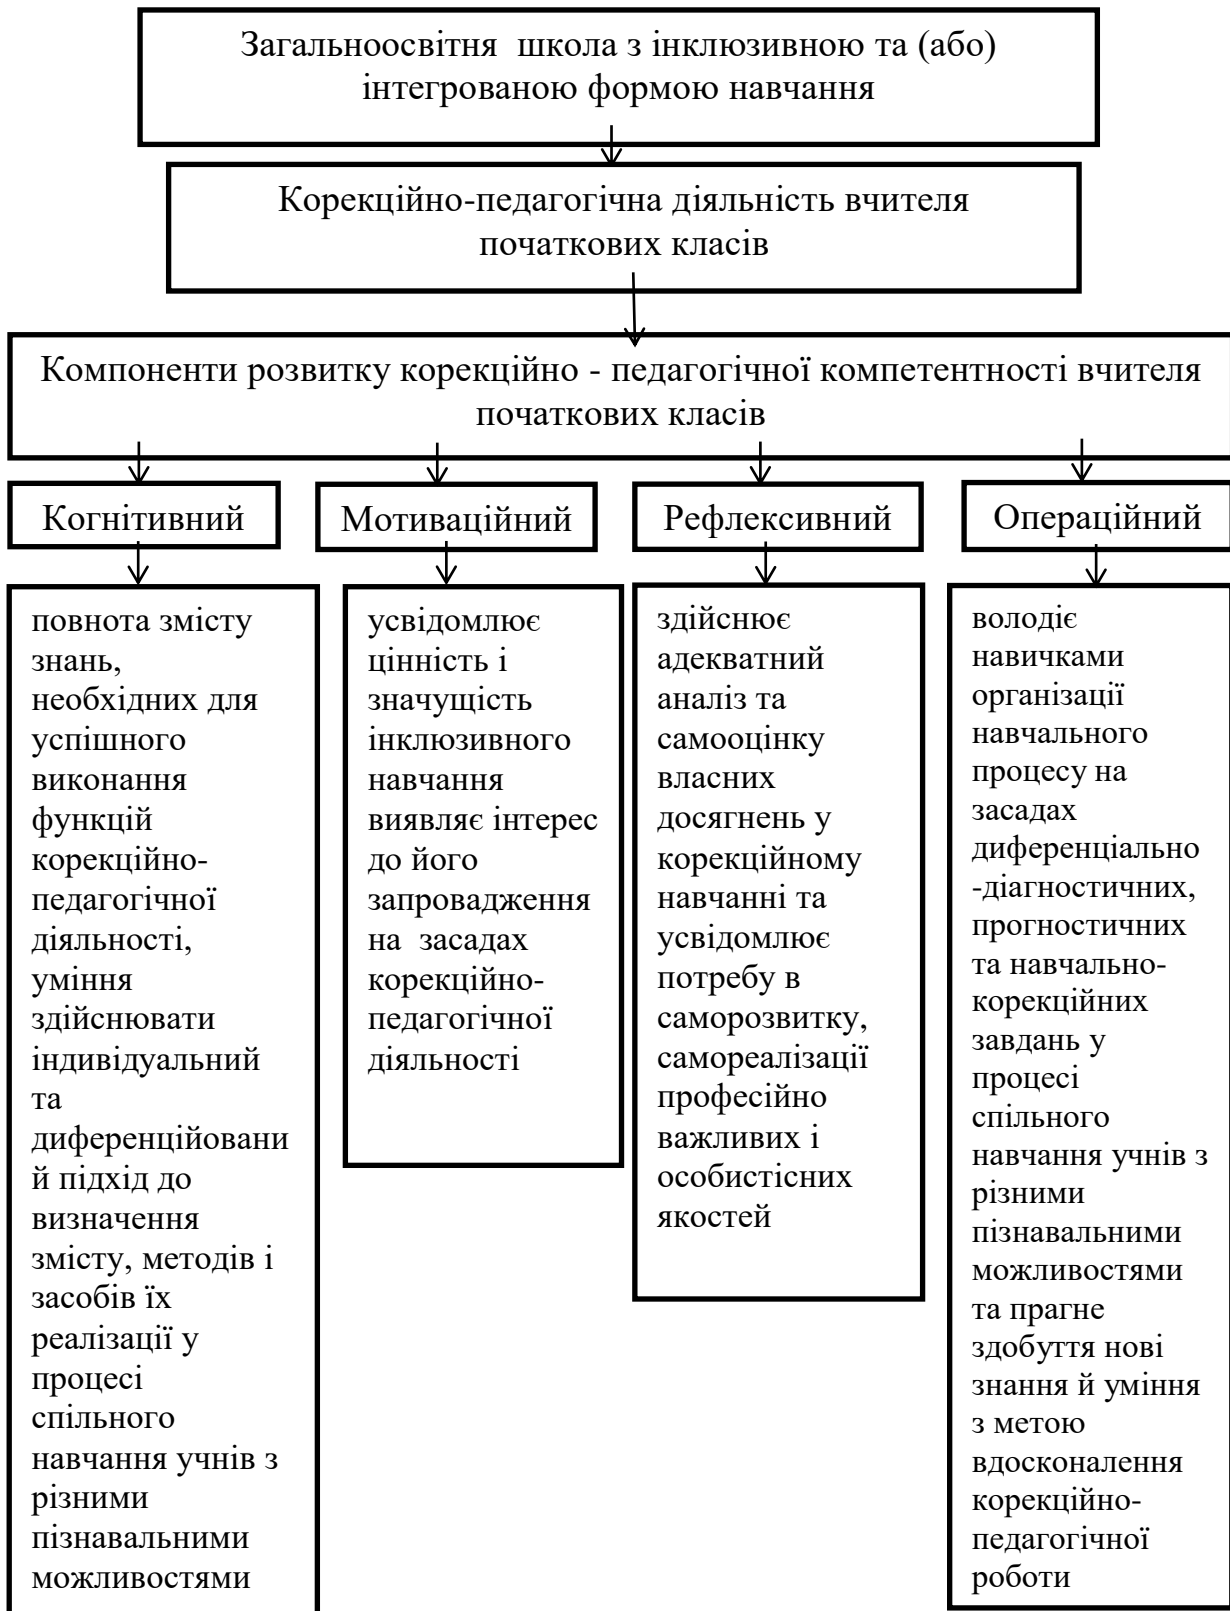 Загальноосвітня школа з інклюзивною та (або)
інтегрованою формою навчання
Корекційно-педагогічна діяльність вчителя
початкових класів
Компоненти розвитку корекційно - педагогічної компетентності вчителя
початкових класів
Когнітивний
Мотиваційний
Рефлексивний
Операційний
повнота змісту
знань,
необхідних для
успішного
виконання
функцій
корекційно-
педагогічної
діяльності,
уміння
здійснювати
індивідуальний
та
диференційовани
й підхід до
визначення
змісту, методів і
засобів їх
реалізації у
процесі
спільного
навчання учнів з
різними
пізнавальними
можливостями
усвідомлює
цінність і
значущість
інклюзивного
навчання
виявляє інтерес
до його
запровадження
на засадах
корекційно-
педагогічної
діяльності
здійснює
адекватний
аналіз та
самооцінку
власних
досягнень у
корекційному
навчанні та
усвідомлює
потребу в
саморозвитку,
самореалізації
професійно
важливих і
особистісних
якостей
володіє
навичками
організації
навчального
процесу на
засадах
диференціально
-діагностичних,
прогностичних
та навчально-
корекційних
завдань у
процесі
спільного
навчання учнів з
різними
пізнавальними
можливостями
та прагне
здобуття нові
знання й уміння
з метою
вдосконалення
корекційно-
педагогічної
роботи